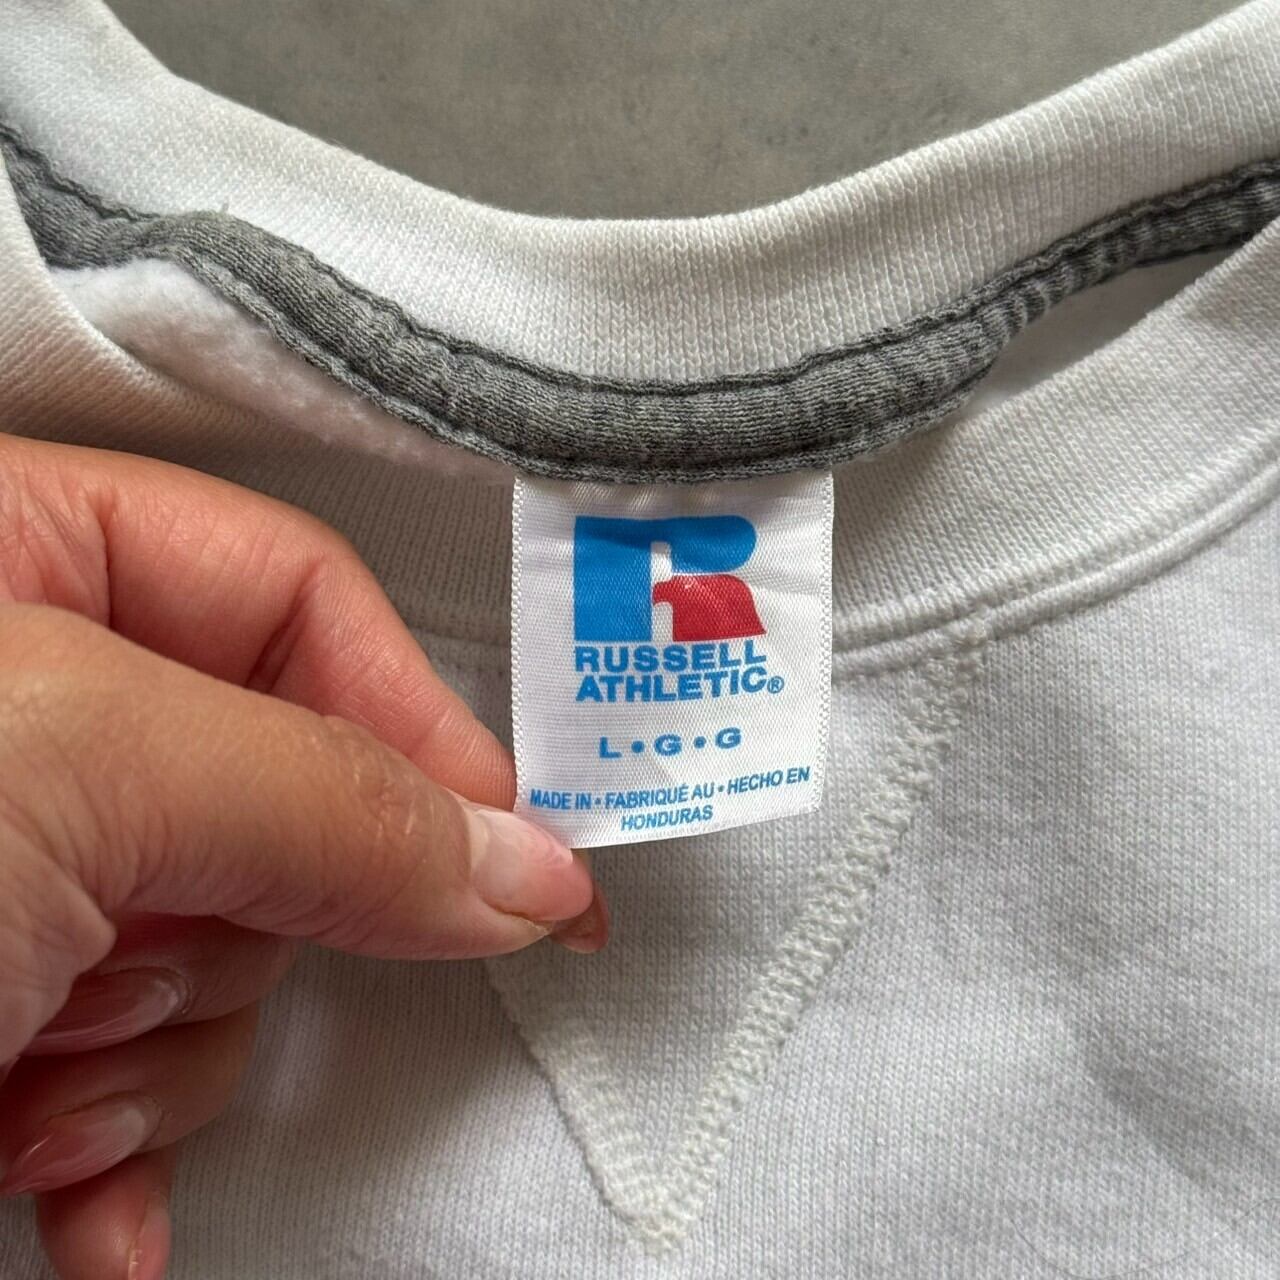 RUSSELL
ATHLETIC®
L • G • G
MADE IN • FABRIQUÉ AU • HECHO EN
HONDURAS